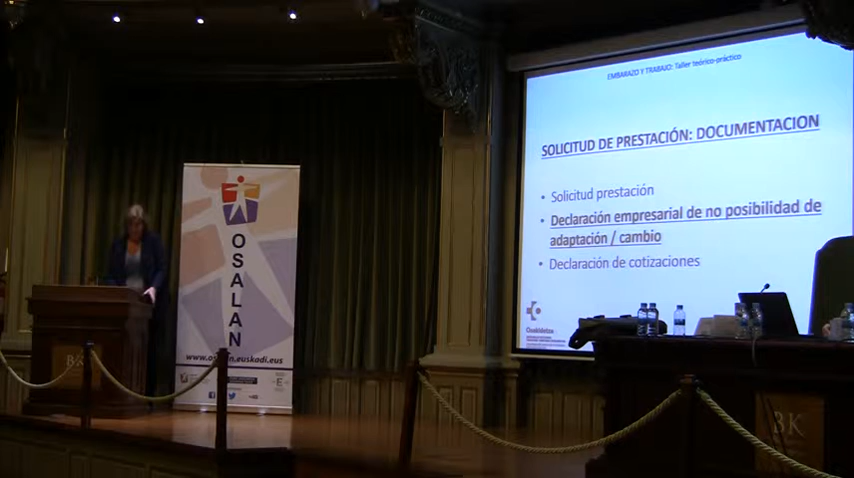 EMBARAZO Y TRABAJO: Taller teórico-práctico
SOLICITUD DE PRESTACIÓN: DOCUMENTACION
• Solicitud prestación
• Declaración empresarial de no posibilidad de
adaptación / cambio
• Declaración de cotizaciones
Osakidetza
OSALAN
www.osalan.euskadi.eus
BK
BK